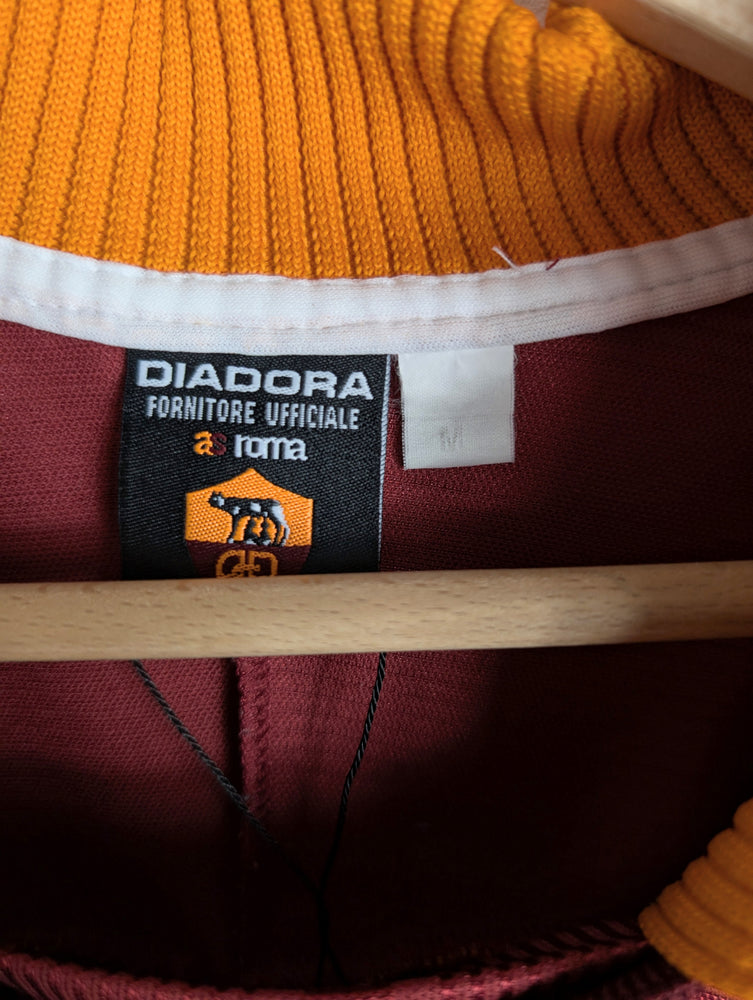 DIADORA
FORNITORE UFFICIALE
as roma
M